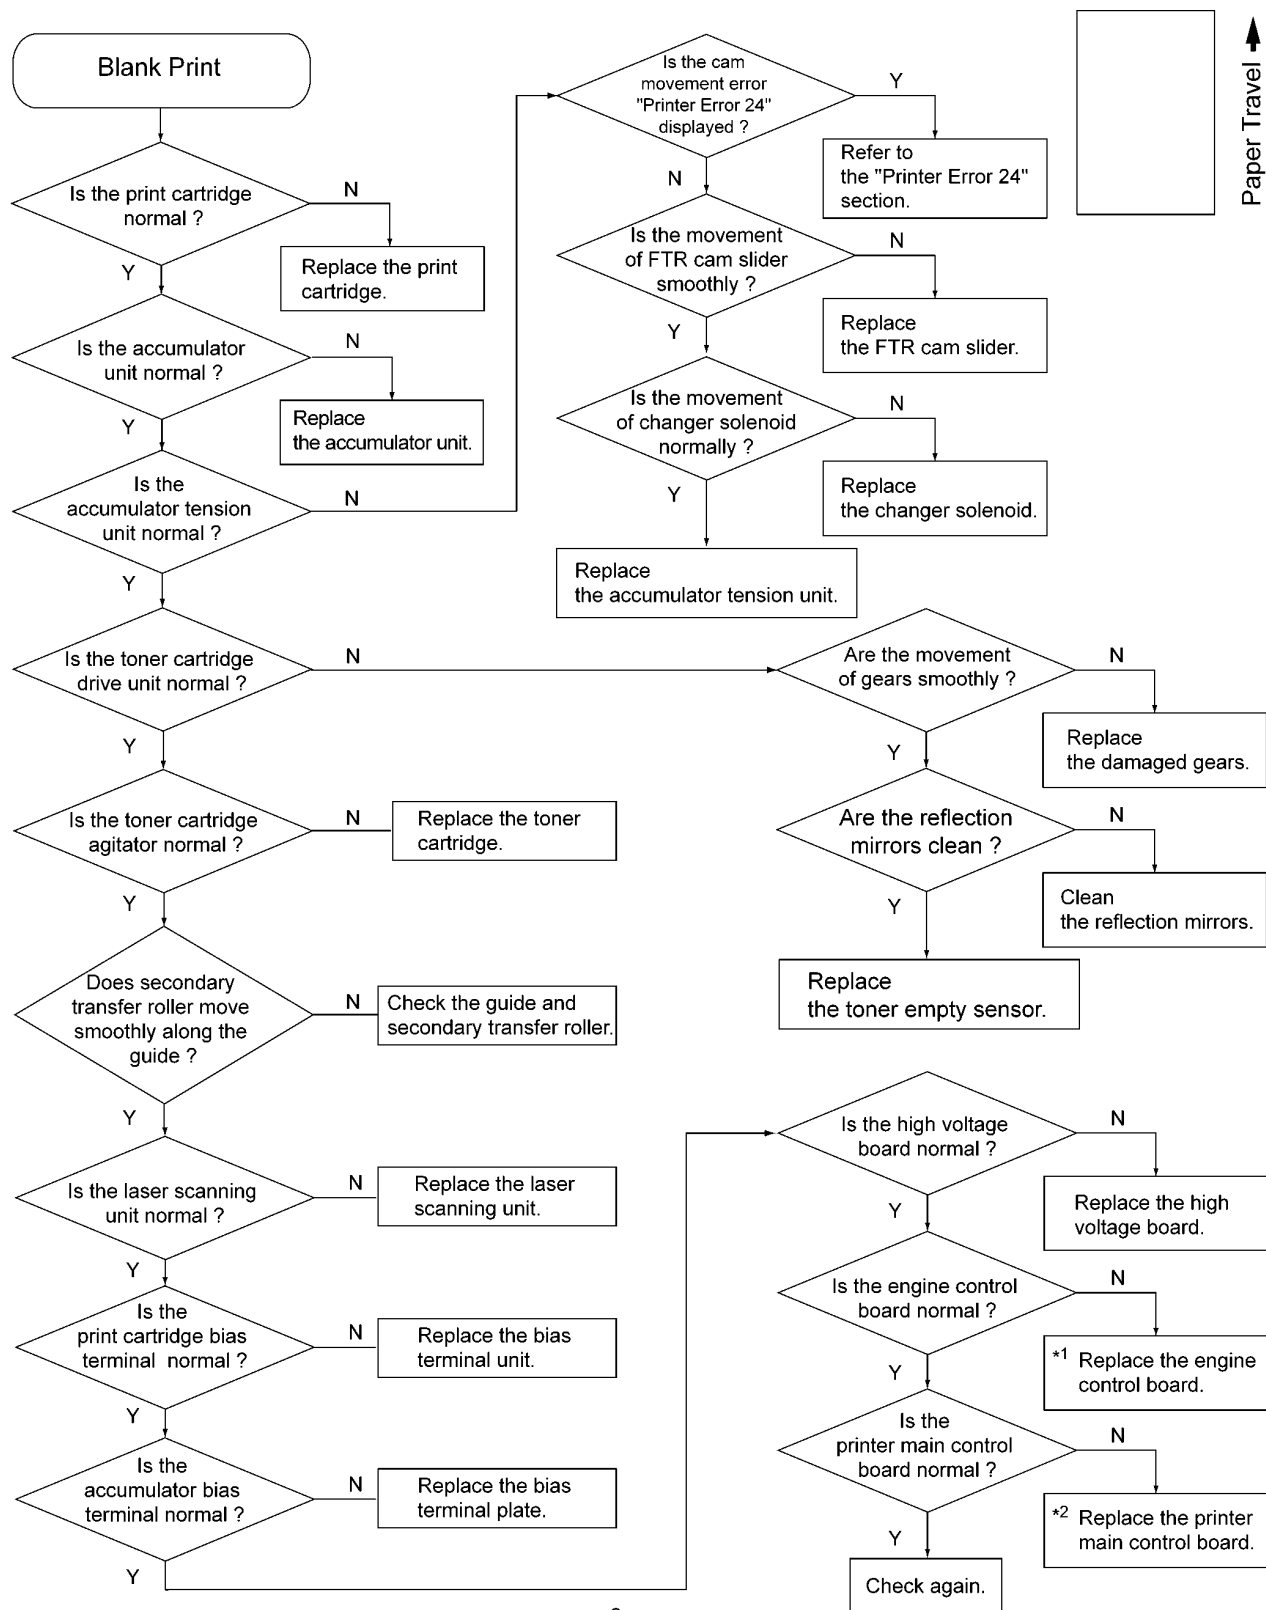 Blank Print
Is the print cartridge
normal ?
N
Replace the print
cartridge.
Y
Is the accumulator
unit normal ?
N
Replace
the accumulator unit.
Y
Is the
accumulator tension
unit normal ?
N
Y
Is the cam
movement error
"Printer Error 24"
displayed ?
Y
Refer to
the "Printer Error 24"
section.
N
Is the movement
of FTR cam slider
smoothly ?
N
Replace
the FTR cam slider.
Y
Is the movement
of changer solenoid
normally ?
N
Replace
the changer solenoid.
Y
Replace
the accumulator tension unit.
Paper Travel
Is the toner cartridge
drive unit normal ?
N
Y
Are the movement
of gears smoothly ?
N
Replace
the damaged gears.
Y
Are the reflection
mirrors clean ?
N
Clean
the reflection mirrors.
Y
Replace
the toner empty sensor.
Is the toner cartridge
agitator normal ?
N
Replace the toner
cartridge.
Y
Does secondary
transfer roller move
smoothly along the
guide ?
N
Check the guide and
secondary transfer roller.
Y
Is the laser scanning
unit normal ?
N
Replace the laser
scanning unit.
Y
Is the
print cartridge bias
terminal normal ?
N
Replace the bias
terminal unit.
Y
Is the
accumulator bias
terminal normal ?
N
Replace the bias
terminal plate.
Y
Is the high voltage
board normal ?
N
Replace the high
voltage board.
Y
Is the engine control
board normal ?
N
*1 Replace the engine
control board.
Y
Is the
printer main control
board normal ?
N
*2 Replace the printer
main control board.
Y
Check again.